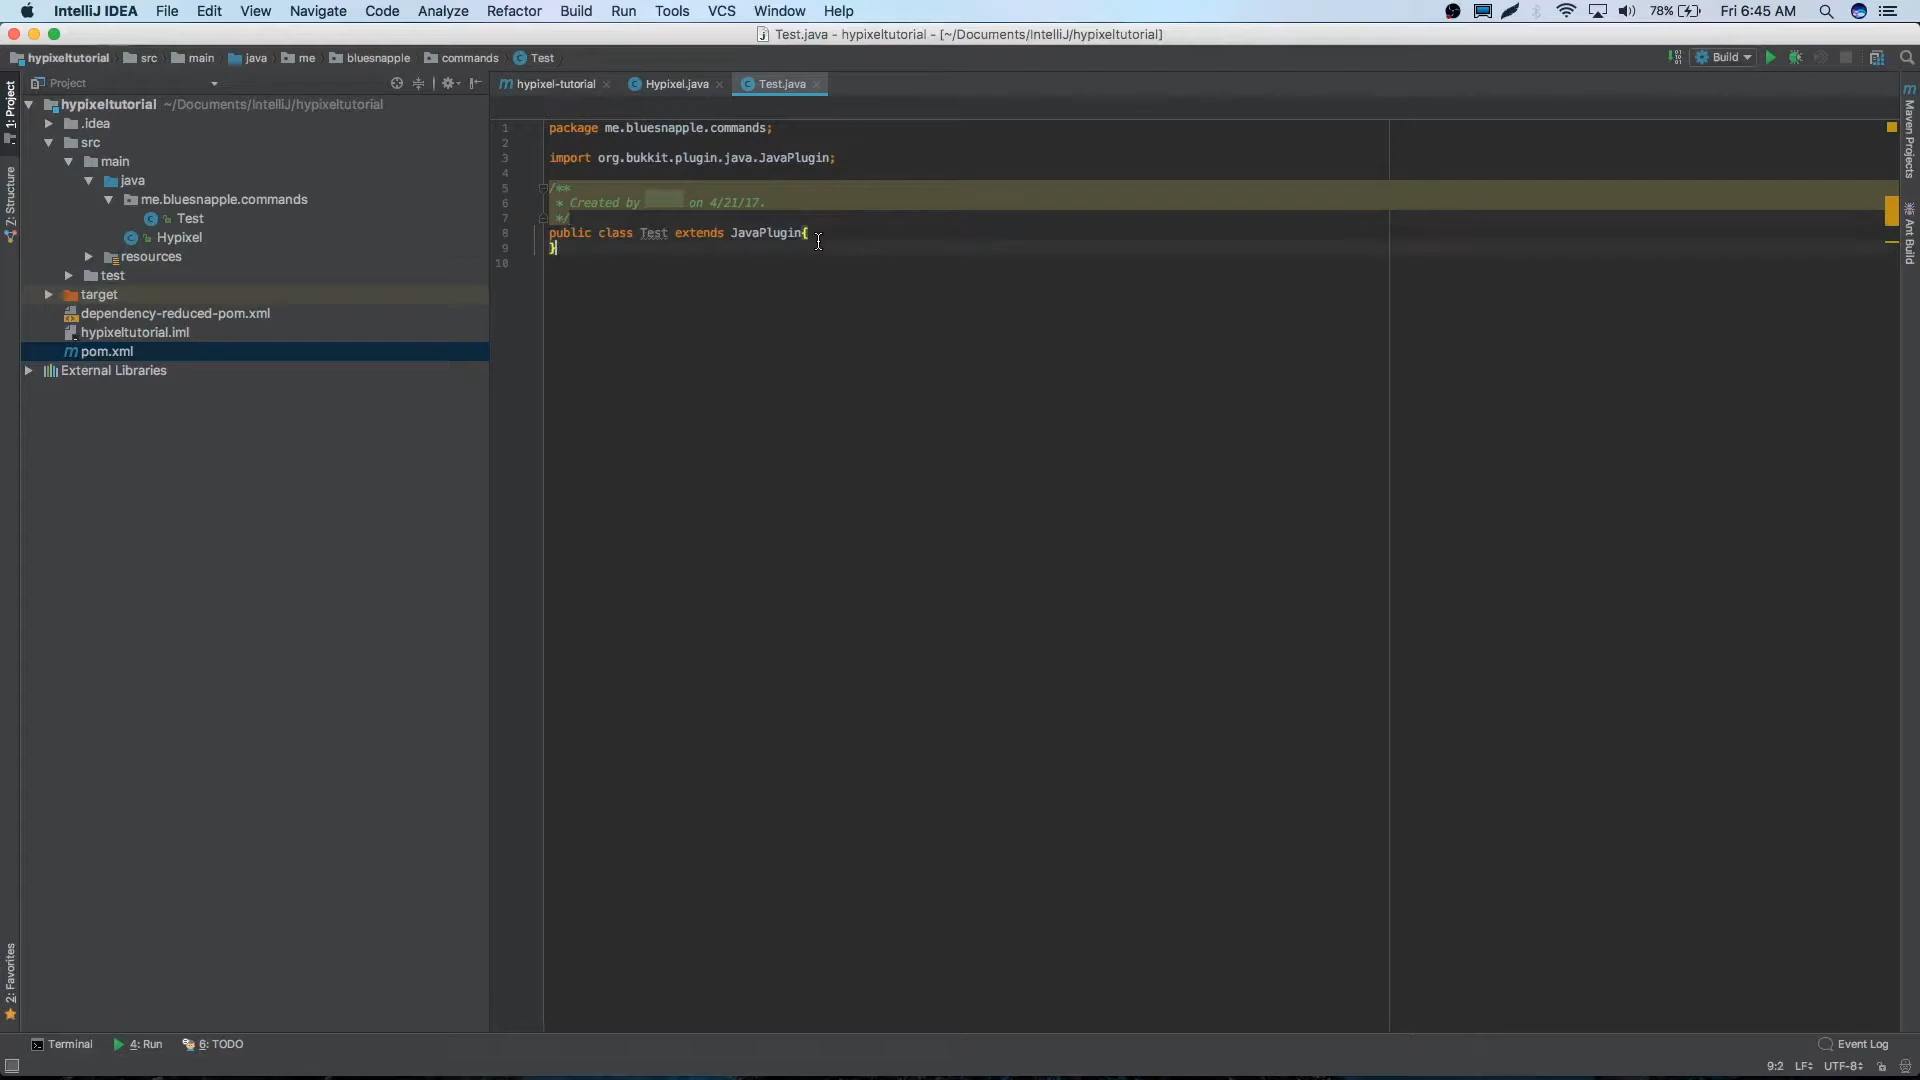 IntelliJ IDEA File Edit View Navigate Code Analyze Refactor Build Run Tools VCS Window Help 78% Fri 6:45 AM
Test.java - hypixeltutorial - [~/Documents/IntelliJ/hypixeltutorial]
hypixeltutorial src main java me bluesnapple commands Test Build
Project hypixel-tutorial Hypixel.java Test.java
hypixeltutorial ~/Documents/IntelliJ/hypixeltutorial
.idea
src
main
java
me.bluesnapple.commands
Test
Hypixel
resources
test
target
dependency-reduced-pom.xml
hypixeltutorial.iml
pom.xml
External Libraries
1: Project
Z: Structure
2: Favorites
1 package me.bluesnapple.commands;
2
3 import org.bukkit.plugin.java.JavaPlugin;
4
5 /**
6 * Created by on 4/21/17.
7 */
8 public class Test extends JavaPlugin{
9 }
10
Maven Projects
Ant Build
Terminal 4: Run 6: TODO Event Log
9:2 LF UTF-8